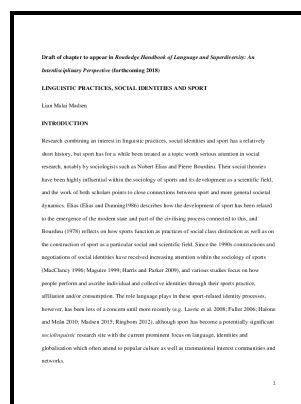 Draft of chapter to appear in Routledge Handbook of Language and Superdiversity: An
Interdisciplinary Perspective (forthcoming 2018)
LINGUISTIC PRACTICES, SOCIAL IDENTITIES AND SPORT
Lian Malai Madsen
INTRODUCTION
Research combining an interest in linguistic practices, social identities and sport has a relatively
short history, but sport has for a while been treated as a topic worth serious attention in social
research, notably by sociologists such as Nobert Elias and Pierre Bourdieu. Their social theories
have been highly influential within the sociology of sports and its development as a scientific field,
and the work of both scholars point to close connections between sport and more general societal
dynamics. Elias (Elias and Dunning1986) describes how the development of sport has been related
to the emergence of the modern state and part of the civilising process connected to this, and
Bourdieu (1978) reflects on how sports function as practices of social class distinction as well as on
the construction of sport as a particular social and scientific field. Since the 1990s constructions and
negotiations of social identities have received increasing attention within the sociology of sports
(MacClancy 1996; Maguire 1999; Harris and Parker 2009), and various studies focus on how
people perform and ascribe individual and collective identities through their sports practice,
affiliation and/or consumption. The role language plays in these sport-related identity processes,
however, has been less of a concern until more recently (e.g. Lavric et al. 2008; Fuller 2006; Halone
and Meân 2010; Madsen 2015; Ringbom 2012), although sport has become a potentially significant
sociolinguistic research site with the current prominent focus on language, identities and
globalisation which often attend to popular culture as well as transnational interest communities and
networks.
1